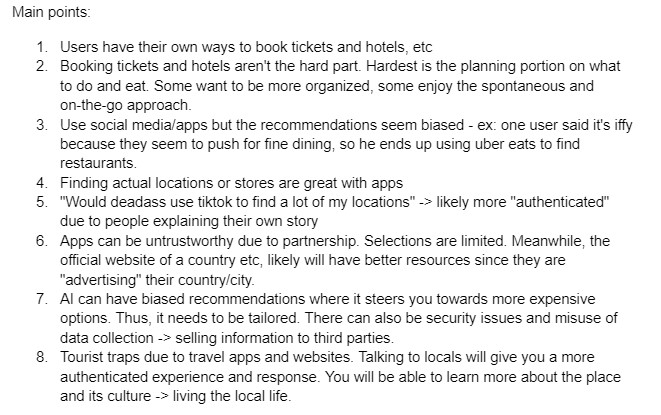 Main points:
1. Users have their own ways to book tickets and hotels, etc
2. Booking tickets and hotels aren't the hard part. Hardest is the planning portion on what
to do and eat. Some want to be more organized, some enjoy the spontaneous and
on-the-go approach.
3. Use social media/apps but the recommendations seem biased - ex: one user said it's iffy
because they seem to push for fine dining, so he ends up using uber eats to find
restaurants.
4. Finding actual locations or stores are great with apps
5. "Would deadass use tiktok to find a lot of my locations" -> likely more "authenticated"
due to people explaining their own story
6. Apps can be untrustworthy due to partnership. Selections are limited. Meanwhile, the
official website of a country etc, likely will have better resources since they are
"advertising" their country/city.
7. AI can have biased recommendations where it steers you towards more expensive
options. Thus, it needs to be tailored. There can also be security issues and misuse of
data collection -> selling information to third parties.
8. Tourist traps due to travel apps and websites. Talking to locals will give you a more
authenticated experience and response. You will be able to learn more about the place
and its culture -> living the local life.